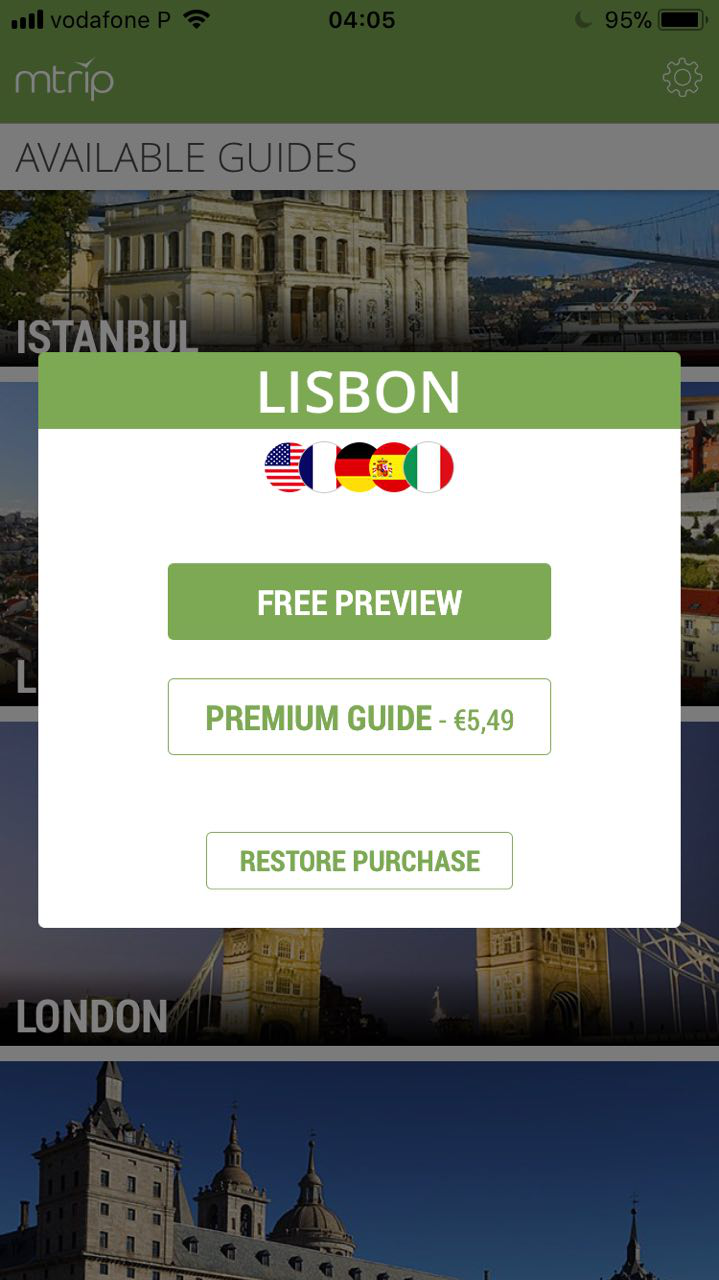 vodafone P 04:05 95%
mtrip
AVAILABLE GUIDES
ISTANBUL
LISBON
FREE PREVIEW
PREMIUM GUIDE - €5,49
L
RESTORE PURCHASE
LONDON